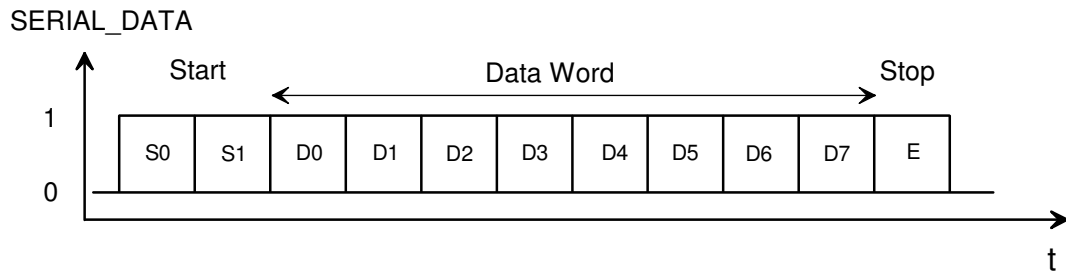 SERIAL_DATA
Start Data Word Stop
1
S0 S1 D0 D1 D2 D3 D4 D5 D6 D7 E
0
t